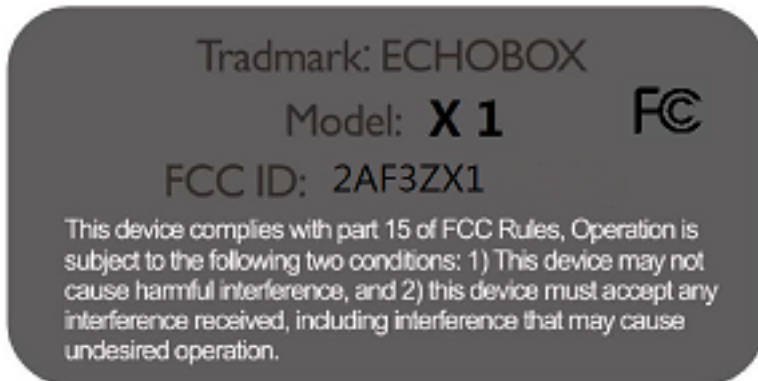 Tradmark: ECHOBOX
Model: X 1 FC
FCC ID: 2AF3ZX1
This device complies with part 15 of FCC Rules, Operation is
subject to the following two conditions: 1) This device may not
cause harmful interference, and 2) this device must accept any
interference received, including interference that may cause
undesired operation.